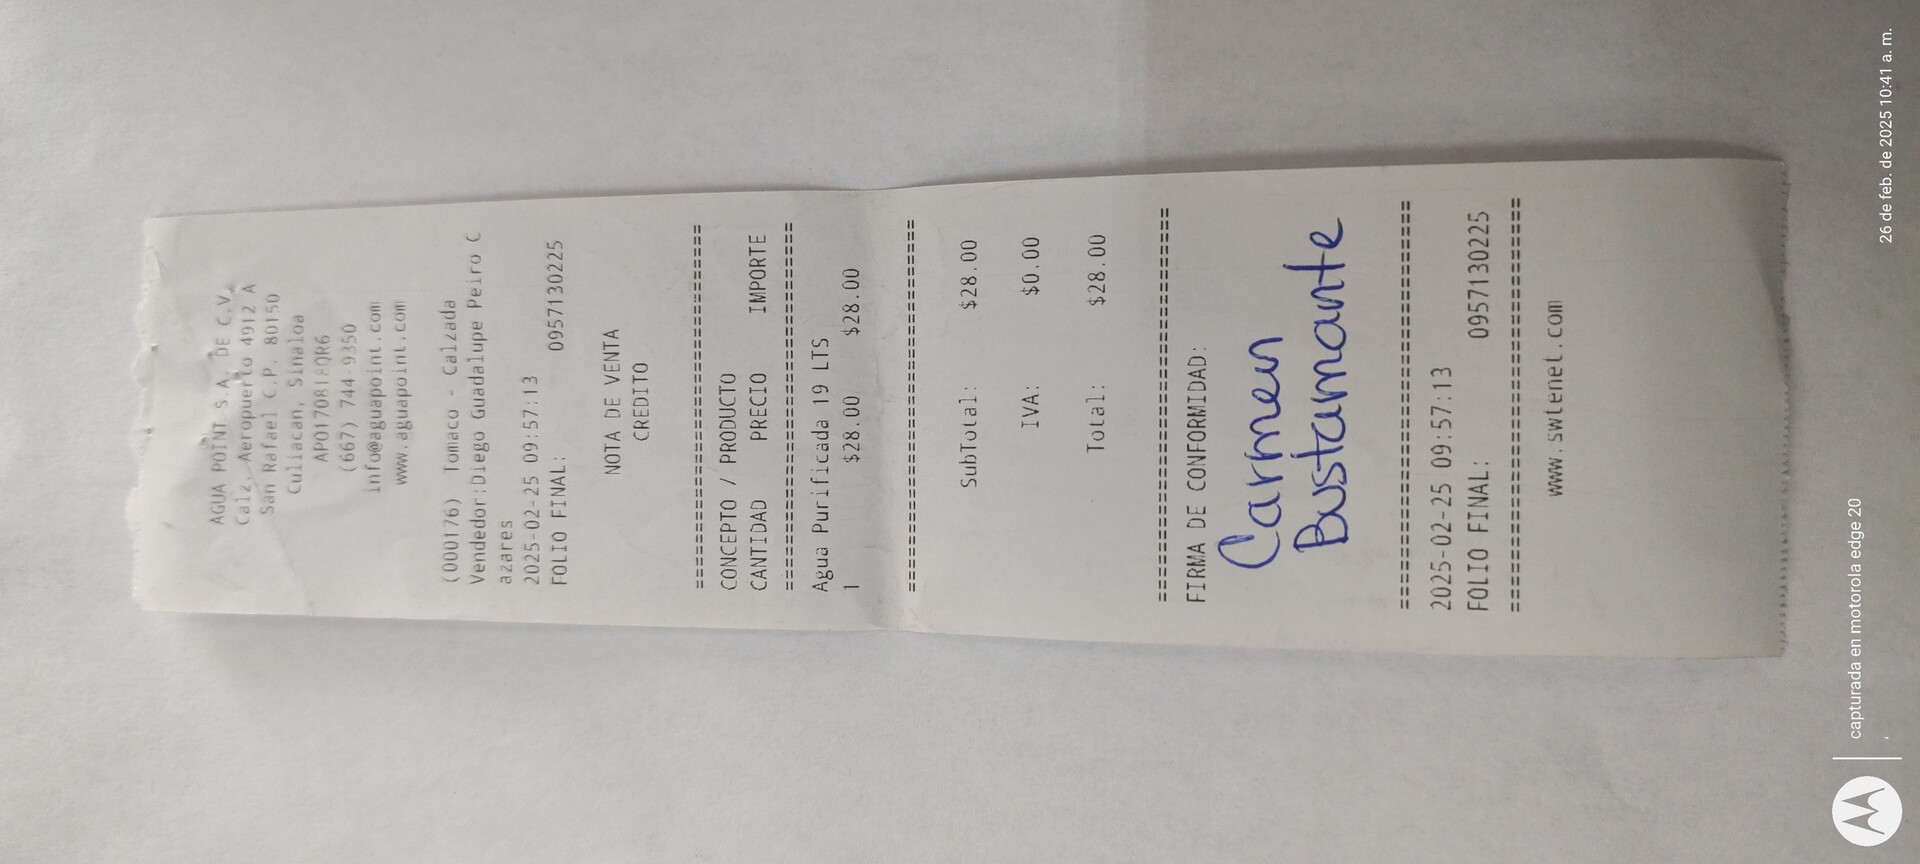 AGUA POINT S.A. DE C.V.
Calz. Aeropuerto 4912 A
San Rafael C.P. 80150
Culiacan, Sinaloa
APO170818QR6
(667) 744-9350
info@aguapoint.com
www.aguapoint.com
(000176) Tomaco - Calzada
Vendedor:Diego Guadalupe Peiro C
azares
2025-02-25 09:57:13
FOLIO FINAL: 0957130225
NOTA DE VENTA
CREDITO
================================
CONCEPTO / PRODUCTO
CANTIDAD PRECIO IMPORTE
================================
Agua Purificada 19 LTS
1 $28.00 $28.00
================================
SubTotal: $28.00
IVA: $0.00
Total: $28.00
================================
FIRMA DE CONFORMIDAD:
Carmen
Bustamante
================================
2025-02-25 09:57:13
FOLIO FINAL: 0957130225
================================
www.swtenet.com
capturada en motorola edge 20
26 de feb. de 2025 10:41 a. m.